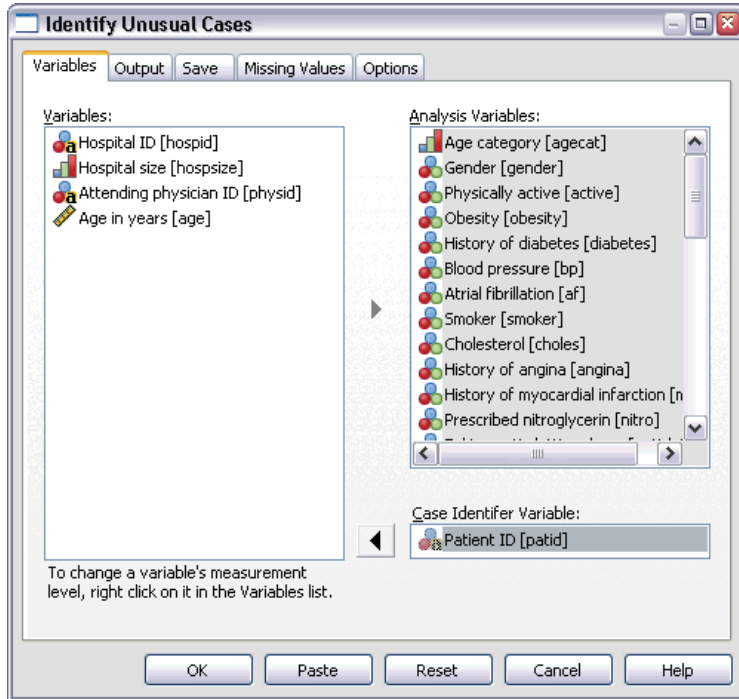 Identify Unusual Cases
Variables Output Save Missing Values Options
Variables:
Hospital ID [hospid]
Hospital size [hospsize]
Attending physician ID [physid]
Age in years [age]
To change a variable's measurement
level, right click on it in the Variables list.
Analysis Variables:
Age category [agecat]
Gender [gender]
Physically active [active]
Obesity [obesity]
History of diabetes [diabetes]
Blood pressure [bp]
Atrial fibrillation [af]
Smoker [smoker]
Cholesterol [choles]
History of angina [angina]
History of myocardial infarction [m
Prescribed nitroglycerin [nitro]
Case Identifer Variable:
Patient ID [patid]
OK Paste Reset Cancel Help